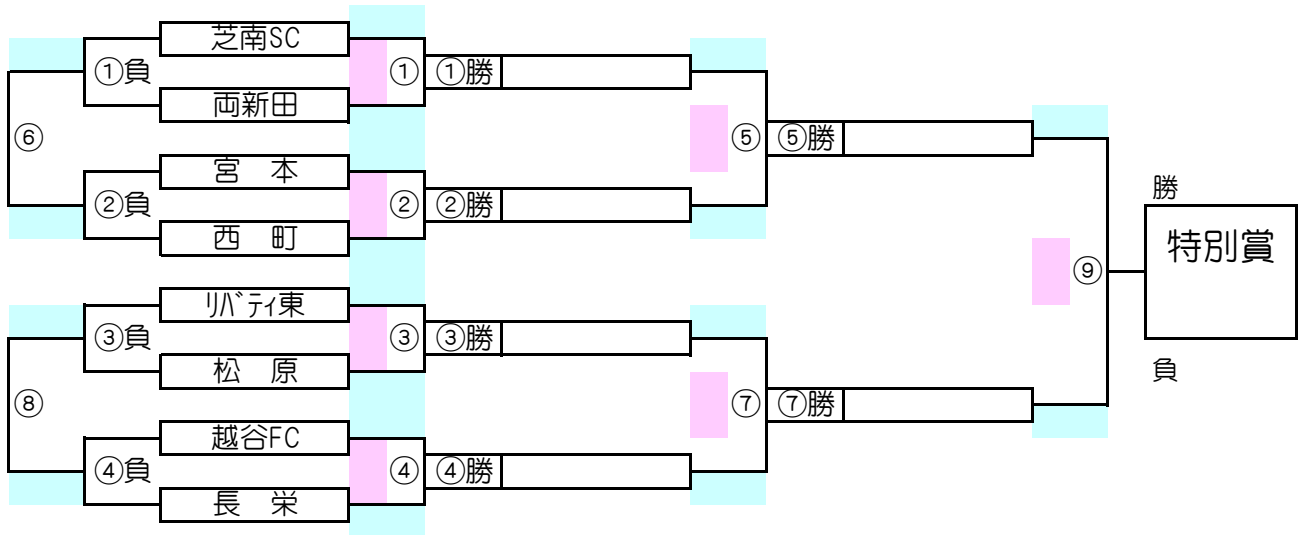 芝南SC
①負 ① ①勝
両新田
⑥ ⑤ ⑤勝
宮 本
②負 ② ②勝
西 町
勝
特別賞
⑨
リバティ東
③負 ③ ③勝
松 原
負
⑧ ⑦ ⑦勝
越谷FC
④負 ④ ④勝
長 栄